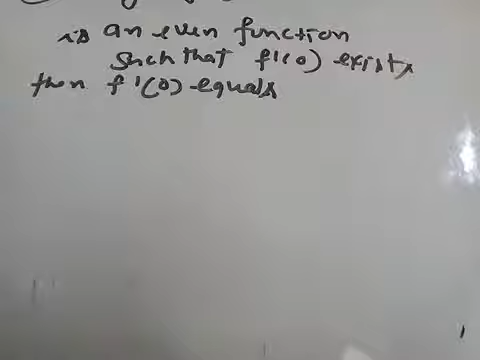 is an even function
such that f'(0) exists
then f'(0) equals